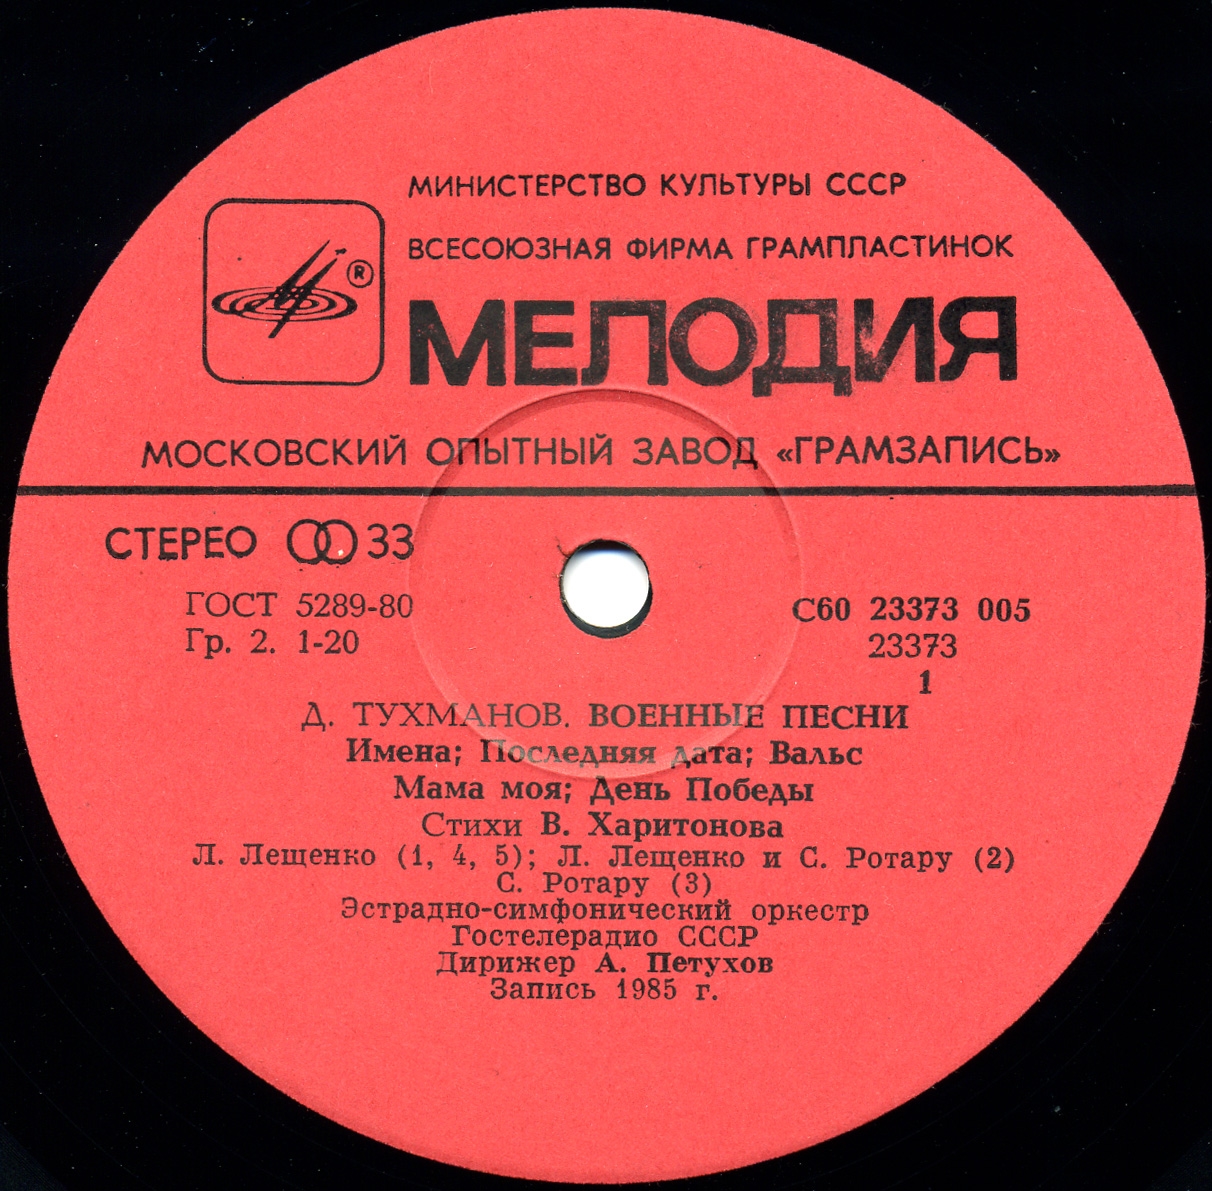 МИНИСТЕРСТВО КУЛЬТУРЫ СССР
ВСЕСОЮЗНАЯ ФИРМА ГРАМПЛАСТИНОК
®
МЕЛОДИЯ
МОСКОВСКИЙ ОПЫТНЫЙ ЗАВОД «ГРАМЗАПИСЬ»
СТЕРЕО 33
ГОСТ 5289-80
Гр. 2. 1-20
С60 23373 005
23373
1
Д. ТУХМАНОВ. ВОЕННЫЕ ПЕСНИ
Имена; Последняя дата; Вальс
Мама моя; День Победы
Стихи В. Харитонова
Л. Лещенко (1, 4, 5); Л. Лещенко и С. Ротару (2)
С. Ротару (3)
Эстрадно-симфонический оркестр
Гостелерадио СССР
Дирижер А. Петухов
Запись 1985 г.